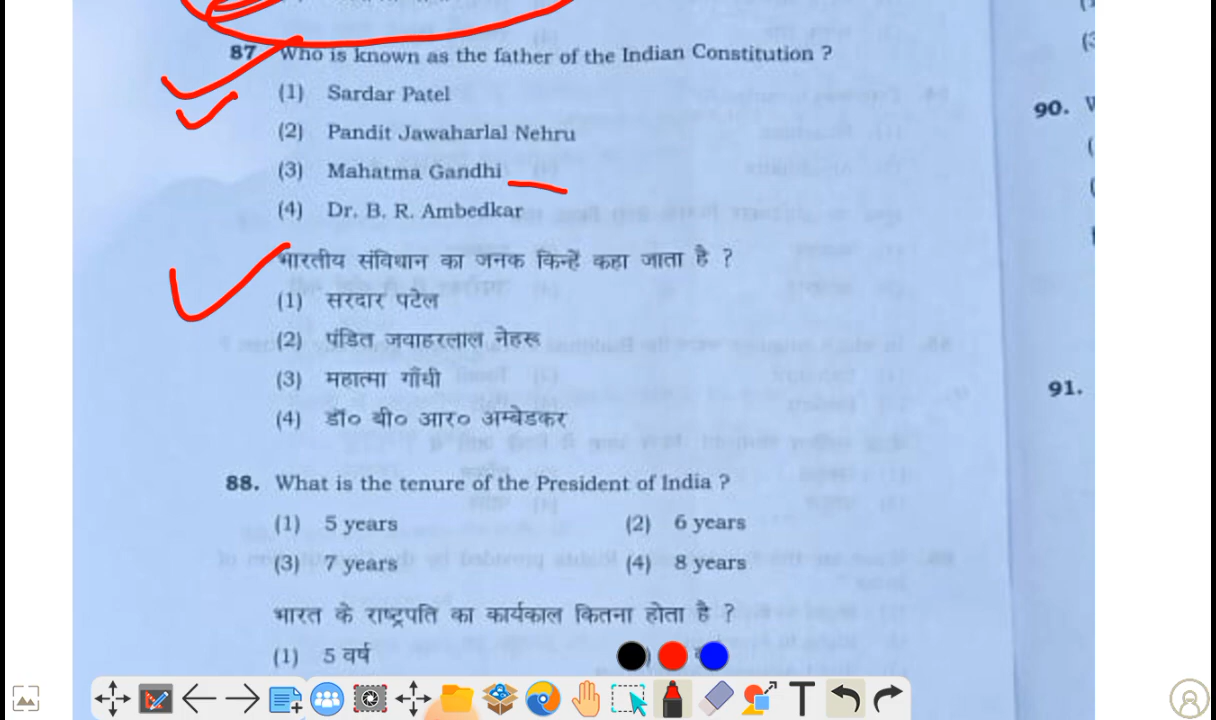 87 Who is known as the father of the Indian Constitution ?
(1) Sardar Patel
(2) Pandit Jawaharlal Nehru
(3) Mahatma Gandhi
(4) Dr. B. R. Ambedkar
भारतीय संविधान का जनक किन्हें कहा जाता है ?
(1) सरदार पटेल
(2) पंडित जवाहरलाल नेहरू
(3) महात्मा गाँधी
(4) डॉ० बी० आर० अम्बेडकर
88. What is the tenure of the President of India ?
(1) 5 years (2) 6 years
(3) 7 years (4) 8 years
भारत के राष्ट्रपति का कार्यकाल कितना होता है ?
(1) 5 वर्ष
90.
91.